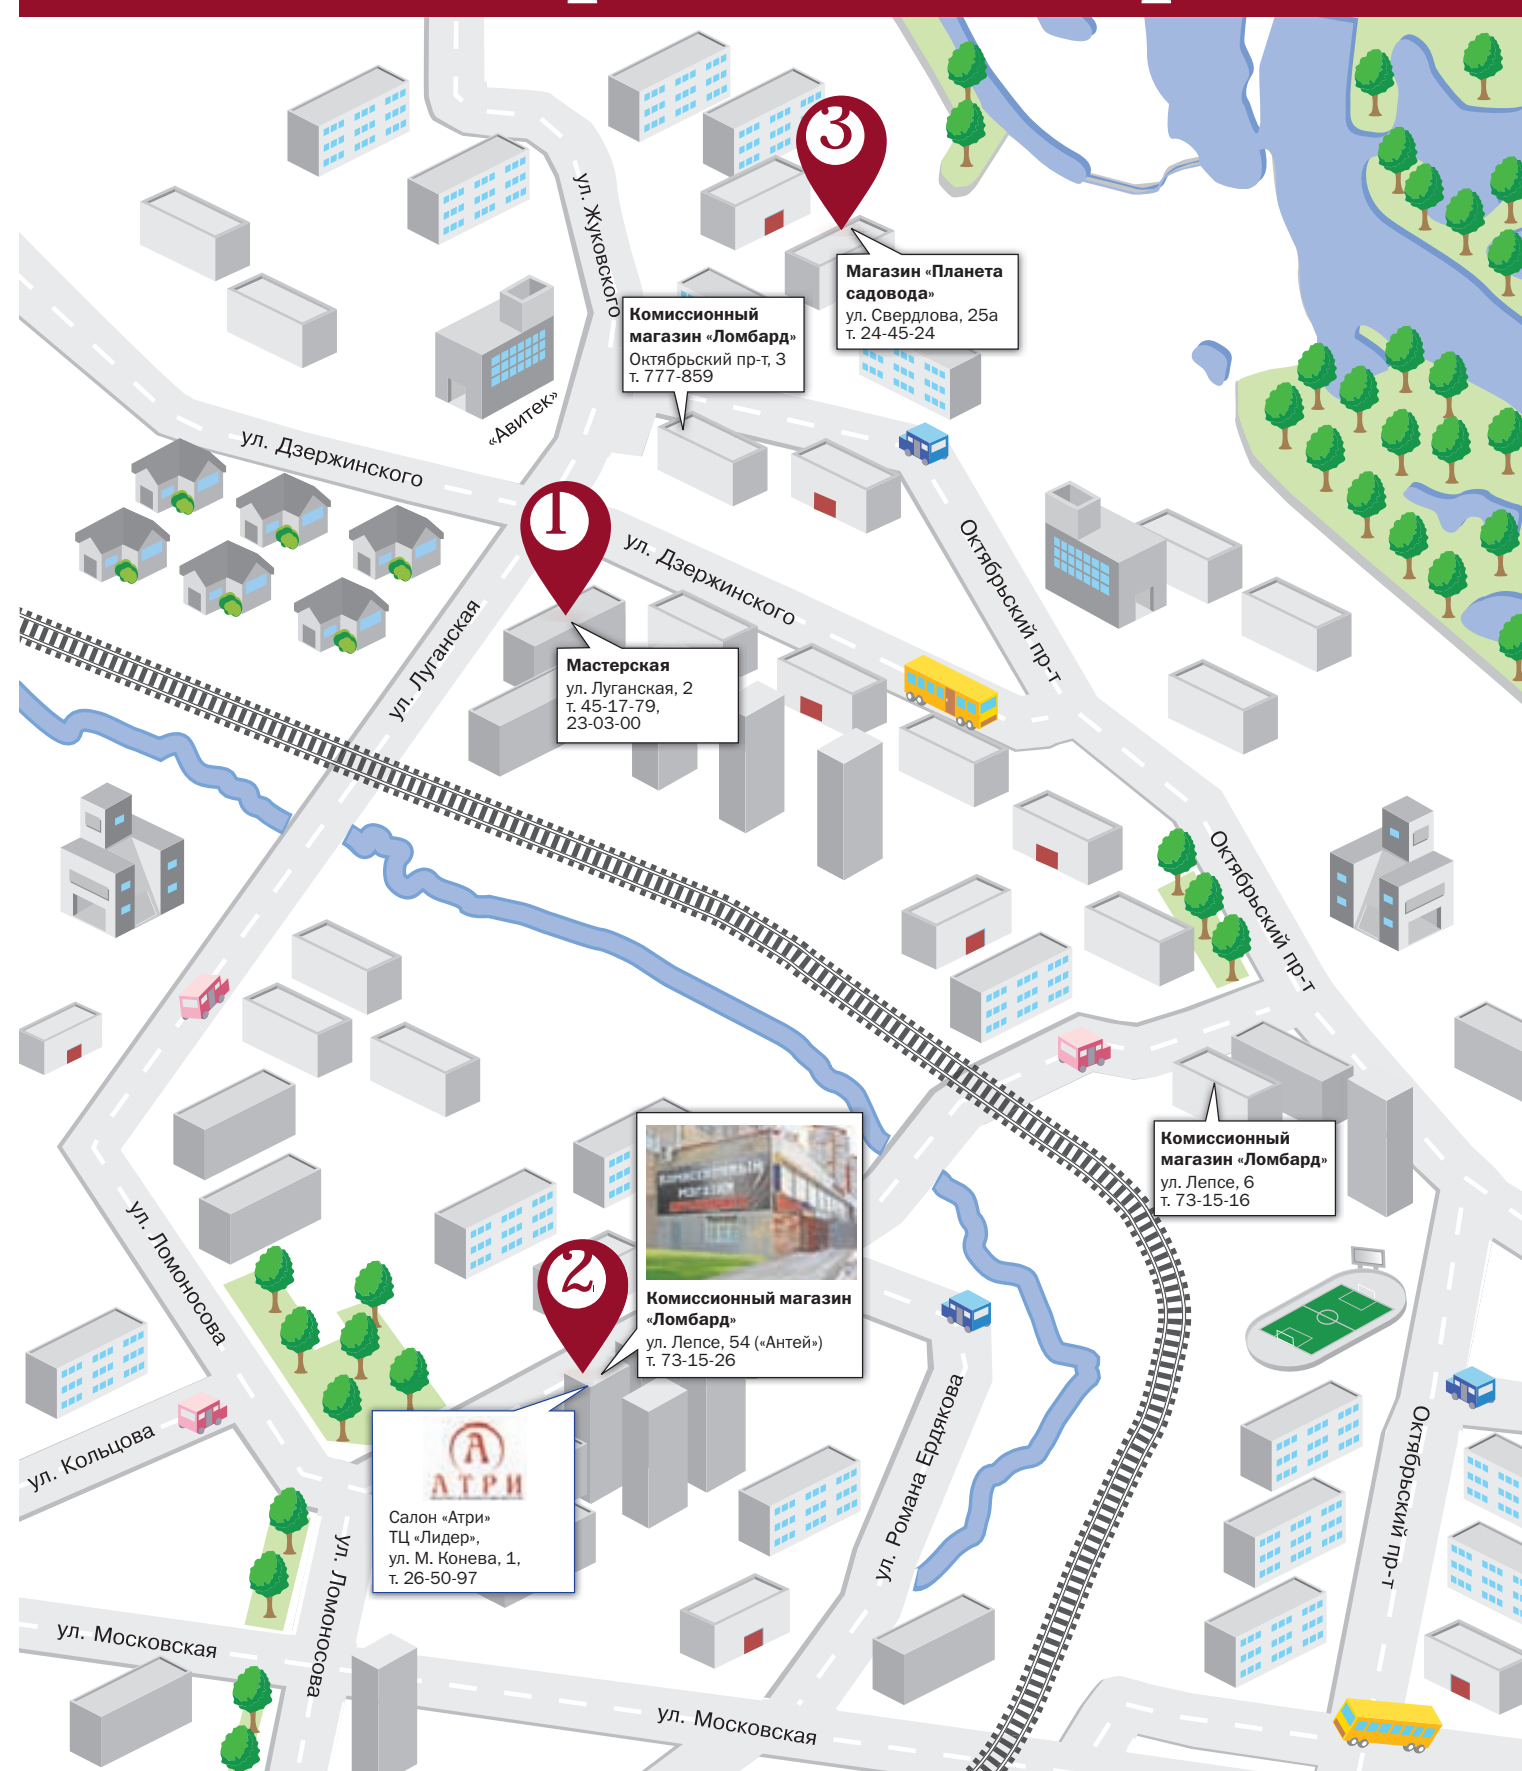 3
ул. Жуковского
Магазин «Планета
садовода»
ул. Свердлова, 25а
т. 24-45-24
Комиссионный
магазин «Ломбард»
Октябрьский пр-т, 3
т. 777-859
«Авитек»
ул. Дзержинского
1
ул. Дзержинского
Октябрьский пр-т
ул. Луганская
Мастерская
ул. Луганская, 2
т. 45-17-79,
23-03-00
Октябрьский пр-т
Комиссионный
магазин «Ломбард»
ул. Лепсе, 6
т. 73-15-16
КОМИССИОННЫЙ
МАГАЗИН
ул. Ломоносова
2
Комиссионный магазин
«Ломбард»
ул. Лепсе, 54 («Антей»)
т. 73-15-26
ул. Кольцова
А
АТРИ
Салон «Атри»
ТЦ «Лидер»,
ул. М. Конева, 1,
т. 26-50-97
ул. Романа Ердякова
Октябрьский пр-т
ул. Ломоносова
ул. Московская
ул. Московская